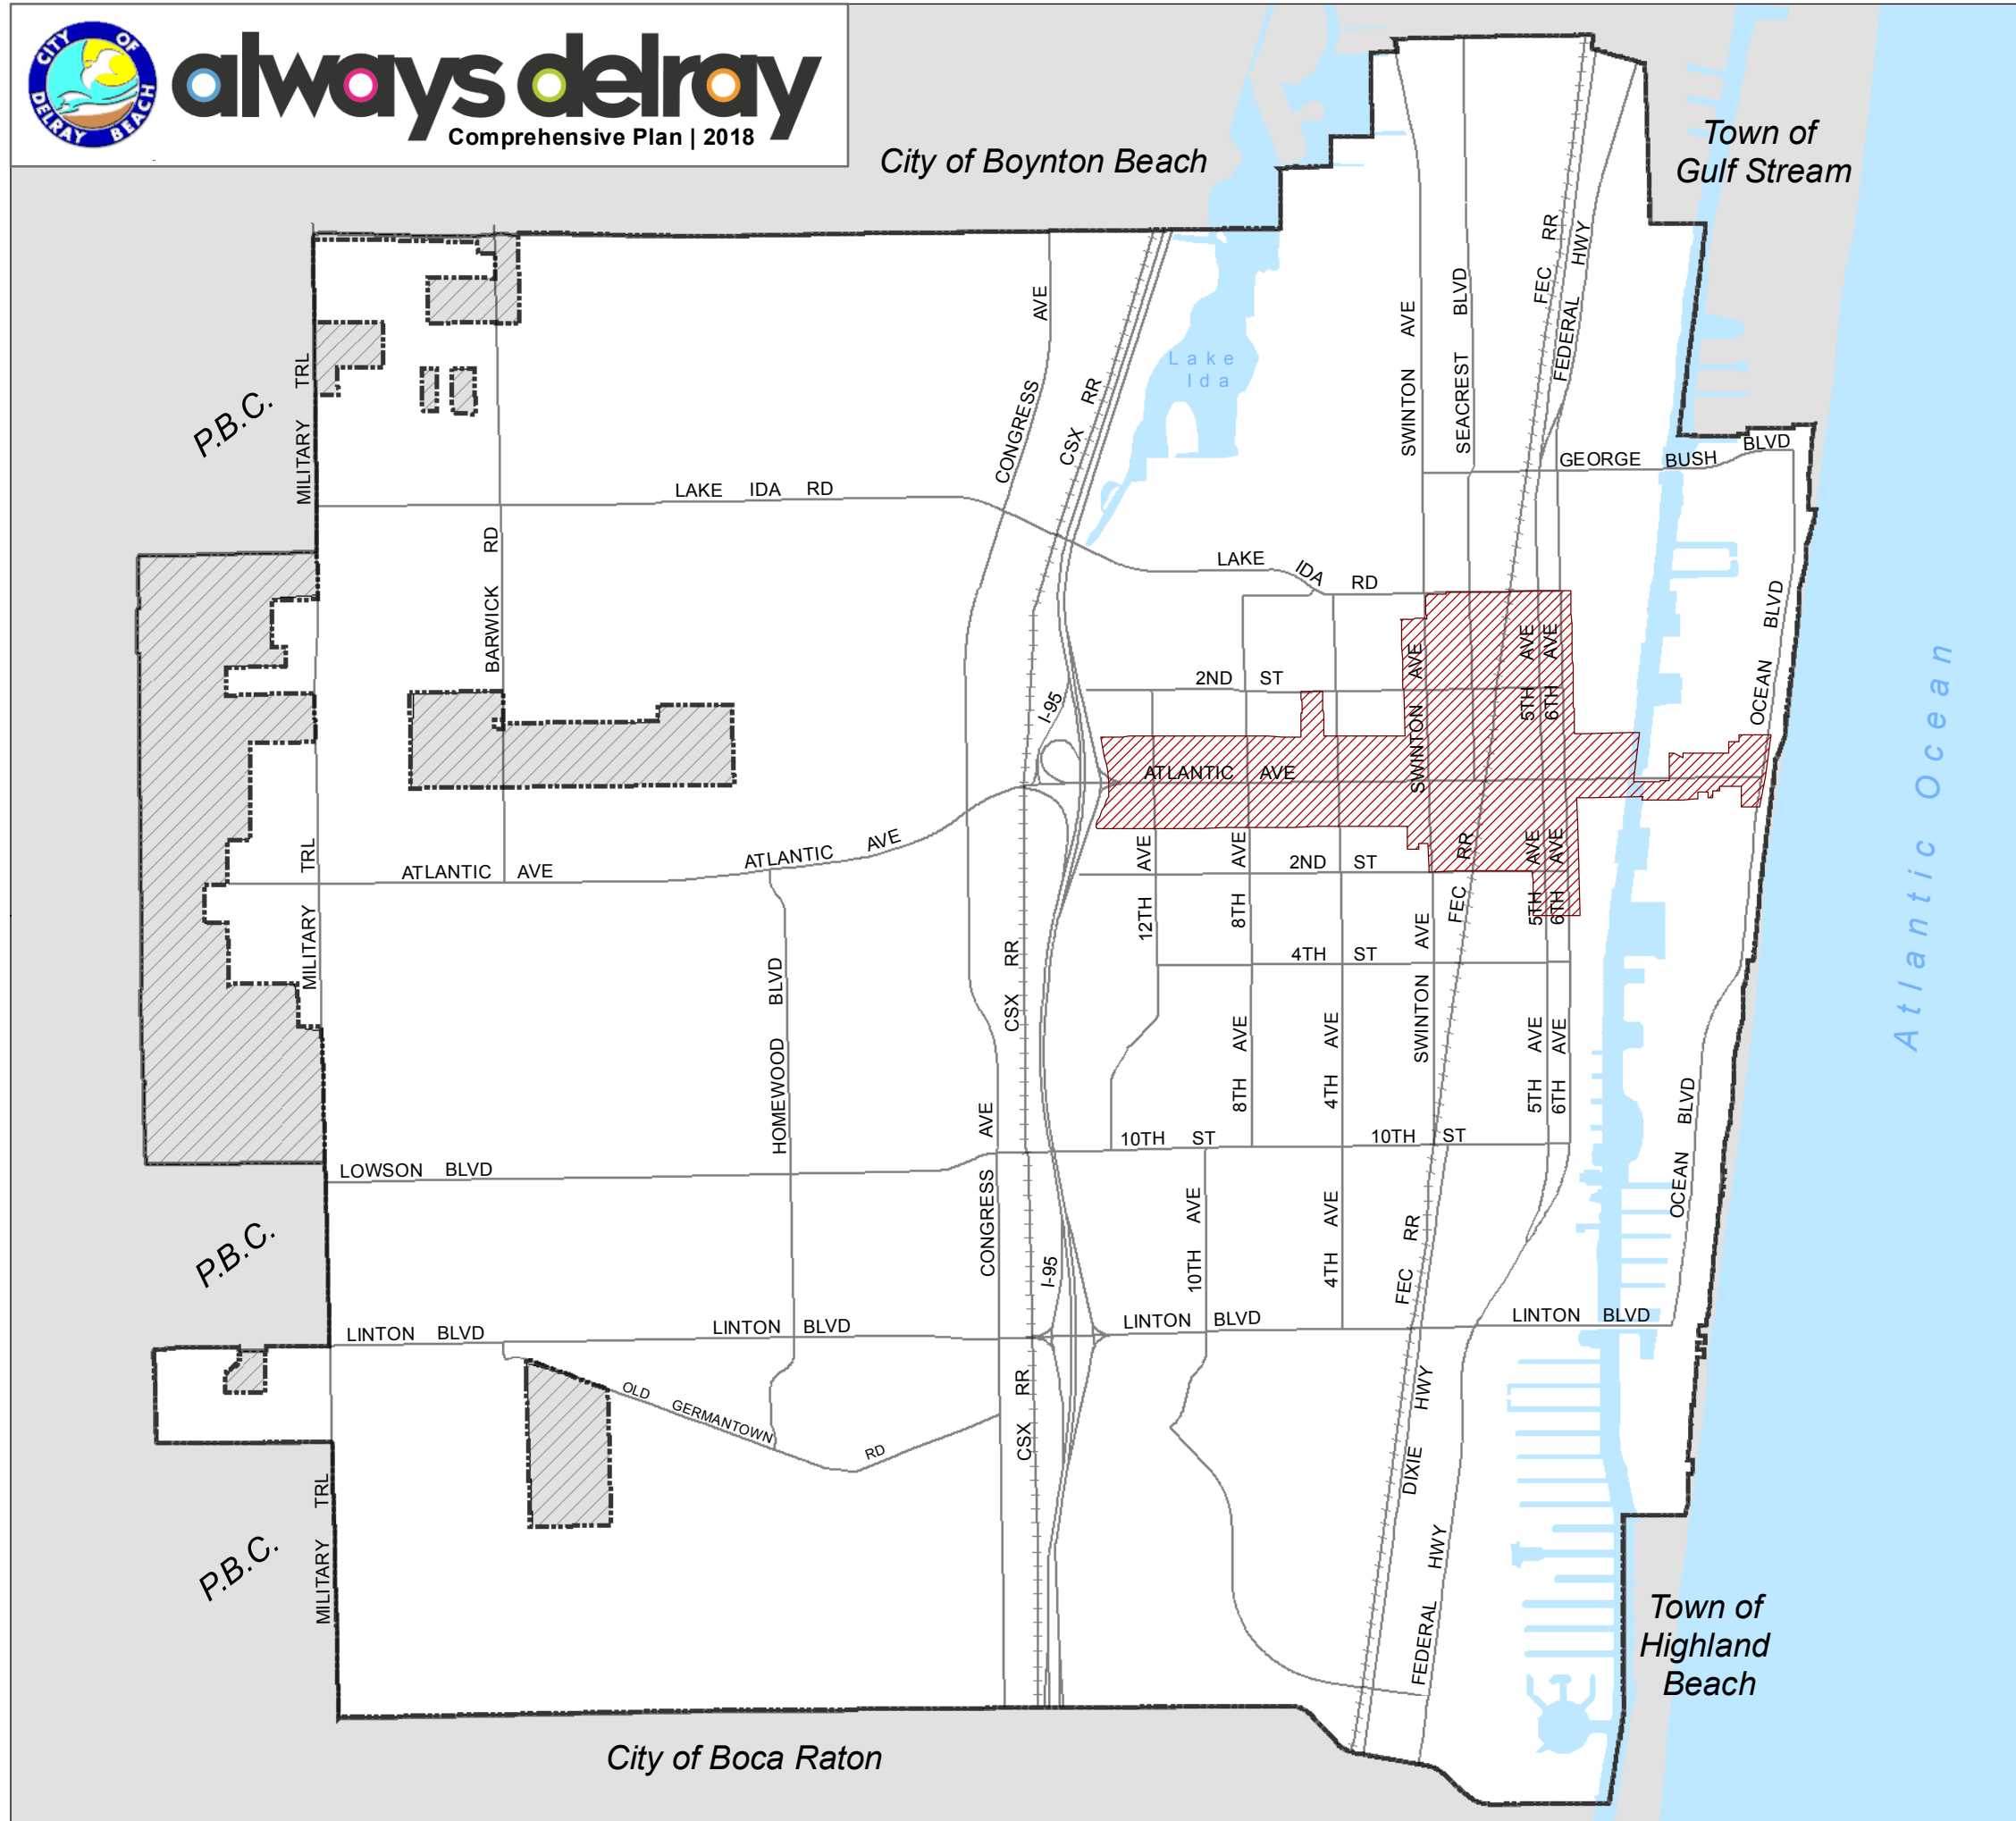 CITY OF
DELRAY BEACH
always delray
Comprehensive Plan | 2018
City of Boynton Beach
Town of
Gulf Stream
P.B.C.
MILITARY TRL
CONGRESS AVE
CSX RR
Lake
Ida
SWINTON AVE
SEACREST BLVD
FEC RR
FEDERAL HWY
GEORGE BUSH BLVD
LAKE IDA RD
BARWICK RD
LAKE IDA RD
OCEAN BLVD
2ND ST
SWINTON AVE
5TH AVE
6TH AVE
I-95
SWINTON AVE
ATLANTIC AVE
Atlantic Ocean
MILITARY TRL
ATLANTIC AVE
ATLANTIC AVE
12TH AVE
8TH AVE
2ND ST
FEC RR
5TH AVE
6TH AVE
4TH ST
SWINTON AVE
HOMEWOOD BLVD
CSX RR
8TH AVE
4TH AVE
5TH AVE
6TH AVE
OCEAN BLVD
10TH ST
10TH ST
LOWSON BLVD
CONGRESS AVE
10TH AVE
4TH AVE
FEC RR
P.B.C.
I-95
LINTON BLVD
LINTON BLVD
LINTON BLVD
LINTON BLVD
OLD GERMANTOWN RD
CSX RR
DIXIE HWY
MILITARY TRL
P.B.C.
FEDERAL HWY
Town of
Highland
Beach
City of Boca Raton